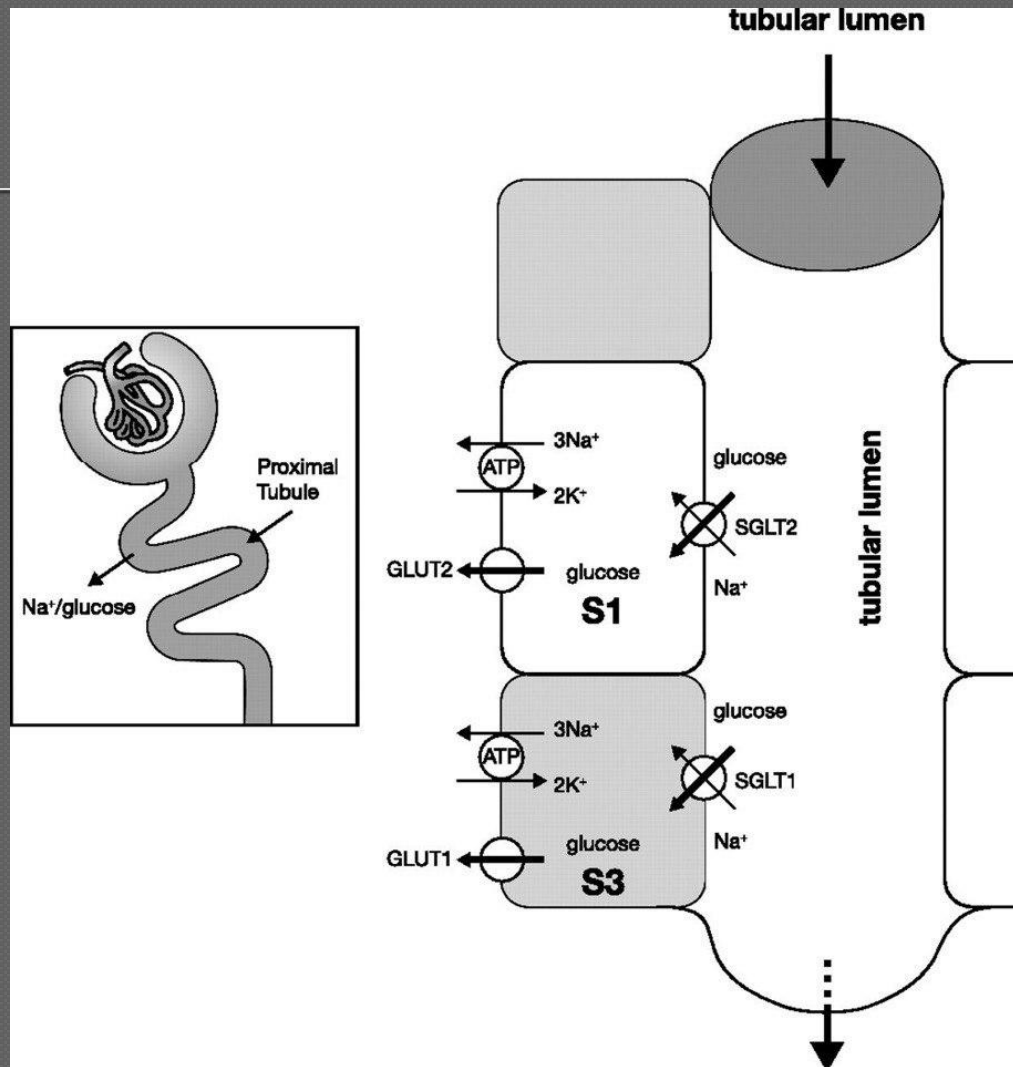 tubular lumen
Proximal
Tubule
Na⁺/glucose
3Na⁺
ATP
2K⁺
GLUT2
glucose
S1
glucose
SGLT2
Na⁺
tubular lumen
3Na⁺
ATP
2K⁺
GLUT1
glucose
S3
glucose
SGLT1
Na⁺